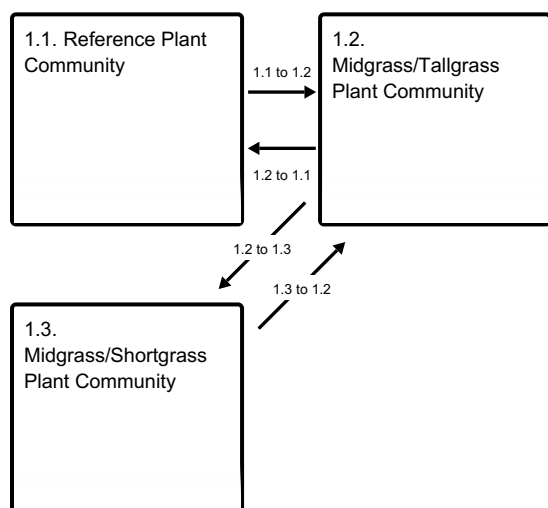 1.1. Reference Plant
Community
1.1 to 1.2
1.2.
Midgrass/Tallgrass
Plant Community
1.2 to 1.1
1.2 to 1.3
1.3 to 1.2
1.3.
Midgrass/Shortgrass
Plant Community